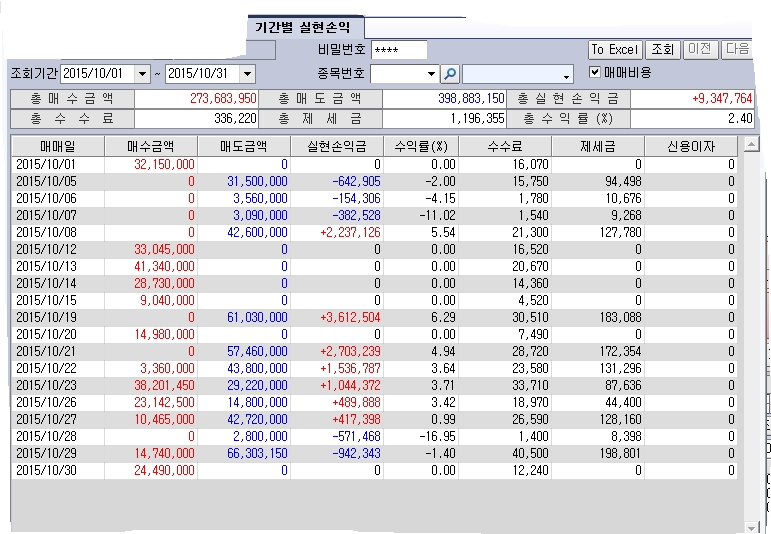 기간별 실현손익
비밀번호 ****
To Excel 조회 이전 다음
조회기간 2015/10/01 ~ 2015/10/31 종목번호 매매비용
총 매 수 금 액 273,683,950 총 매 도 금 액 398,883,150 총 실 현 손 익 금 +9,347,764
총 수 수 료 336,220 총 제 세 금 1,196,355 총 수 익 률 (%) 2.40
매매일 매수금액 매도금액 실현손익금 수익률(%) 수수료 제세금 신용이자
2015/10/01 32,150,000 0 0 0.00 16,070 0 0
2015/10/05 0 31,500,000 -642,905 -2.00 15,750 94,498 0
2015/10/06 0 3,560,000 -154,306 -4.15 1,780 10,676 0
2015/10/07 0 3,090,000 -382,528 -11.02 1,540 9,268 0
2015/10/08 0 42,600,000 +2,237,126 5.54 21,300 127,780 0
2015/10/12 33,045,000 0 0 0.00 16,520 0 0
2015/10/13 41,340,000 0 0 0.00 20,670 0 0
2015/10/14 28,730,000 0 0 0.00 14,360 0 0
2015/10/15 9,040,000 0 0 0.00 4,520 0 0
2015/10/19 0 61,030,000 +3,612,504 6.29 30,510 183,088 0
2015/10/20 14,980,000 0 0 0.00 7,490 0 0
2015/10/21 0 57,460,000 +2,703,239 4.94 28,720 172,354 0
2015/10/22 3,360,000 43,800,000 +1,536,787 3.64 23,580 131,296 0
2015/10/23 38,201,450 29,220,000 +1,044,372 3.71 33,710 87,636 0
2015/10/26 23,142,500 14,800,000 +489,888 3.42 18,970 44,400 0
2015/10/27 10,465,000 42,720,000 +417,398 0.99 26,590 128,160 0
2015/10/28 0 2,800,000 -571,468 -16.95 1,400 8,398 0
2015/10/29 14,740,000 66,303,150 -942,343 -1.40 40,500 198,801 0
2015/10/30 24,490,000 0 0 0.00 12,240 0 0